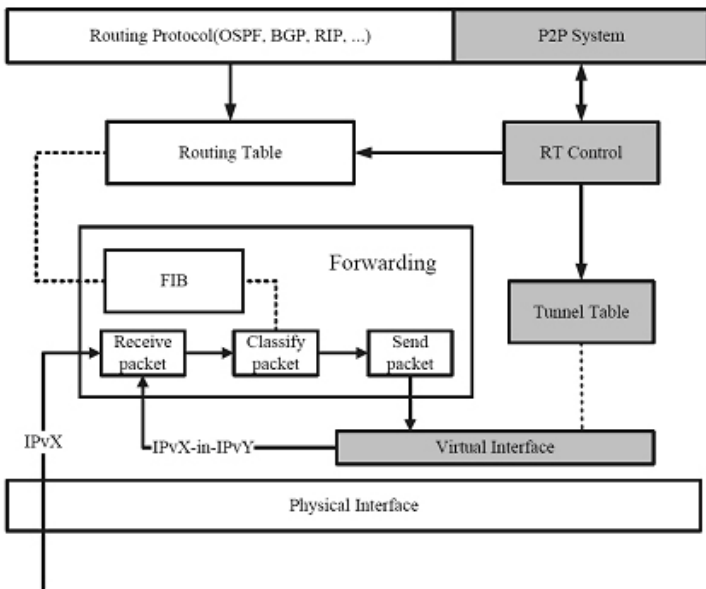 Routing Protocol(OSPF, BGP, RIP, ...)
P2P System
Routing Table
RT Control
Forwarding
FIB
Tunnel Table
Receive
packet
Classify
packet
Send
packet
IPvX
IPvX-in-IPvY
Virtual Interface
Physical Interface